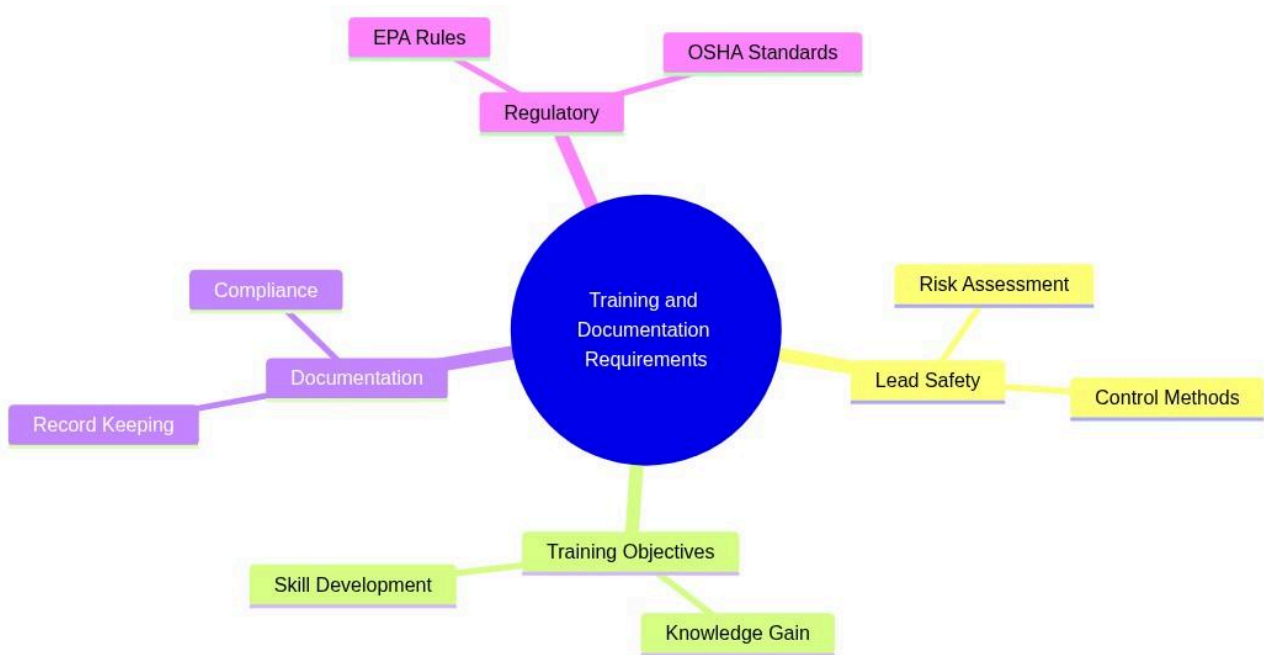 EPA Rules
OSHA Standards
Regulatory
Training and
Documentation
Requirements
Compliance
Documentation
Record Keeping
Risk Assessment
Lead Safety
Control Methods
Training Objectives
Skill Development
Knowledge Gain